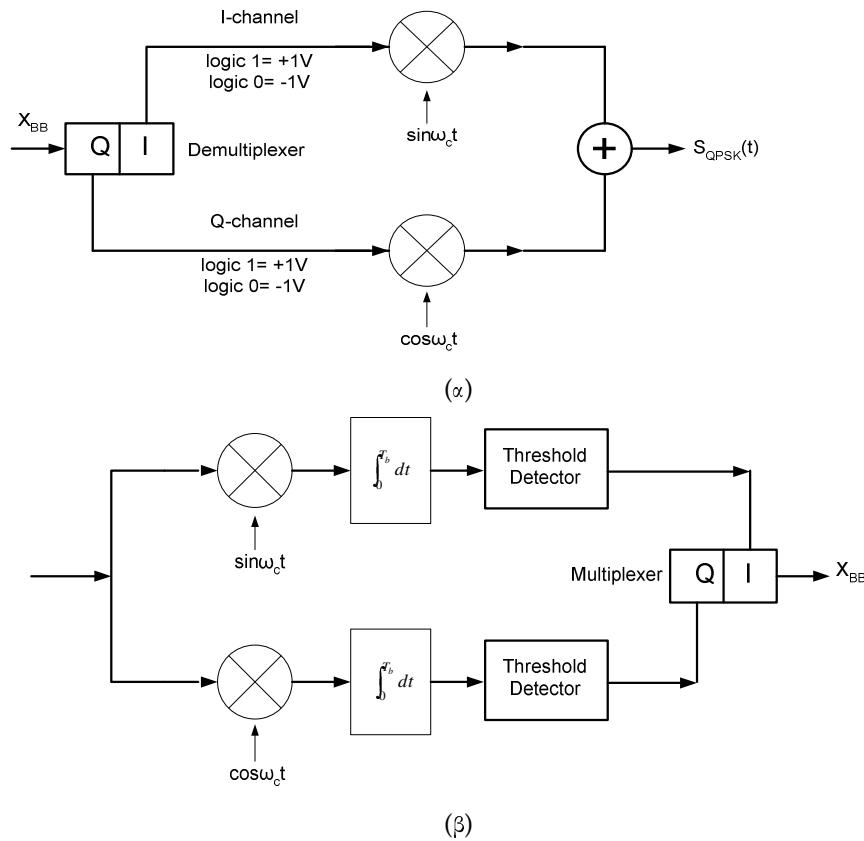 I-channel
logic 1= +1V
logic 0= -1V
X_BB
Q I
Demultiplexer
sinω_ct
+
S_QPSK(t)
Q-channel
logic 1= +1V
logic 0= -1V
cosω_ct
(α)
∫_0^{T_b} dt
Threshold
Detector
sinω_ct
Multiplexer
Q I
X_BB
∫_0^{T_b} dt
Threshold
Detector
cosω_ct
(β)